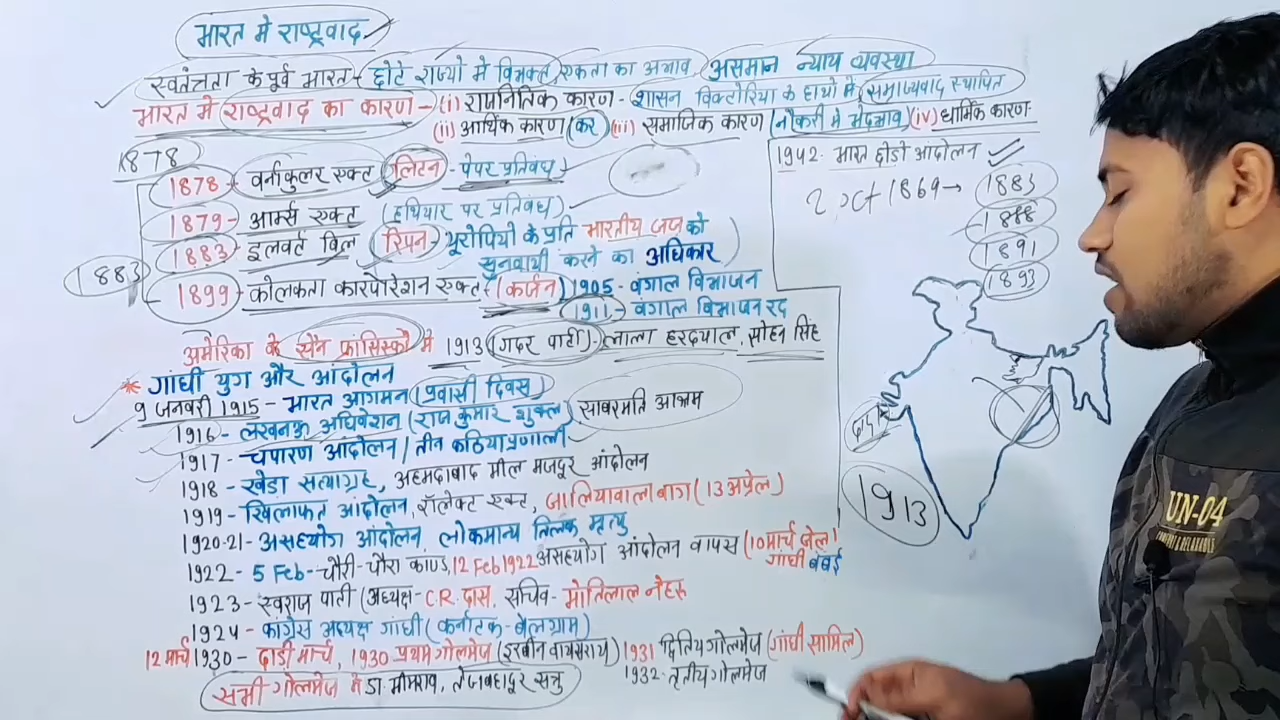 भारत मे राष्ट्रवाद
स्वतंत्रता के पूर्व भारत - छोटे राज्यो मे विभक्त, एकता का अभाव, असमान न्याय व्यवस्था
भारत मे राष्ट्रवाद का कारण - (i) राजनितिक कारण - शासन विक्टोरिया के हाथो मे, साम्राज्यवाद स्थापित
(ii) आर्थिक कारण (कर) (iii) समाजिक कारण (नौकरी मे भेदभाव) (iv) धार्मिक कारण
1878
1878 - वर्नाकुलर एक्ट (लिटन) - पेपर प्रतिबंध
1879 - आर्म्स एक्ट (हथियार पर प्रतिबंध)
1883
1883 - इलवर्ट बिल (रिपन) - यूरोपियो के प्रति भारतीय जज को
सुनवायी करने का अधिकार
1899 - कोलकता कारपोरेशन एक्ट - (कर्जन) 1905 - वंगाल विभाजन
1911 - वंगाल विभाजन रद
अमेरिका के सैन फ्रांसिस्को मे 1913 (गदर पार्टी) - लाला हरदयाल, सोहन सिंह
* गांधी युग और आंदोलन
9 जनवरी 1915 - भारत आगमन (प्रवासी दिवस)
1916 - लखनऊ अधिवेशन (राज कुमार शुक्ल), साबरमति आश्रम
1917 - चंपारण आंदोलन / तीन कठिया प्रणाली
1918 - खेडा सत्याग्रह, अहमदाबाद मील मजदूर आंदोलन
1919 - खिलाफत आंदोलन, रॉलेक्ट एक्ट, जालियावाला बाग (13 अप्रेल)
1920-21 - असहयोग आंदोलन लोकमान्य तिलक मृत्यु
1922 - 5 Feb - चौरी-चौरा काण्ड, 12 Feb 1922 असहयोग आंदोलन वापस (10 मार्च जेल)
गांधी बंबई
1923 - स्वराज पार्टी (अध्यक्ष - C.R. दास, सचिव - मोतिलाल नेहरू
1924 - कांग्रेस अध्यक्ष गांधी (कर्नाटक - बेलग्राम)
12 मार्च 1930 - दाडी मार्च, 1930 प्रथम गोलमेज (इरवीन वायसराय) 1931 दितिय गोलमेज (गांधी सामिल)
1932 - तृतीय गोलमेज
सभी गोलमेज मे डा. भीमराव, तेजबहादूर सप्रु
1942 - भारत छोडो आंदोलन
2 oct 1869 → 1883
1888
1891
1893
1913
UN-04